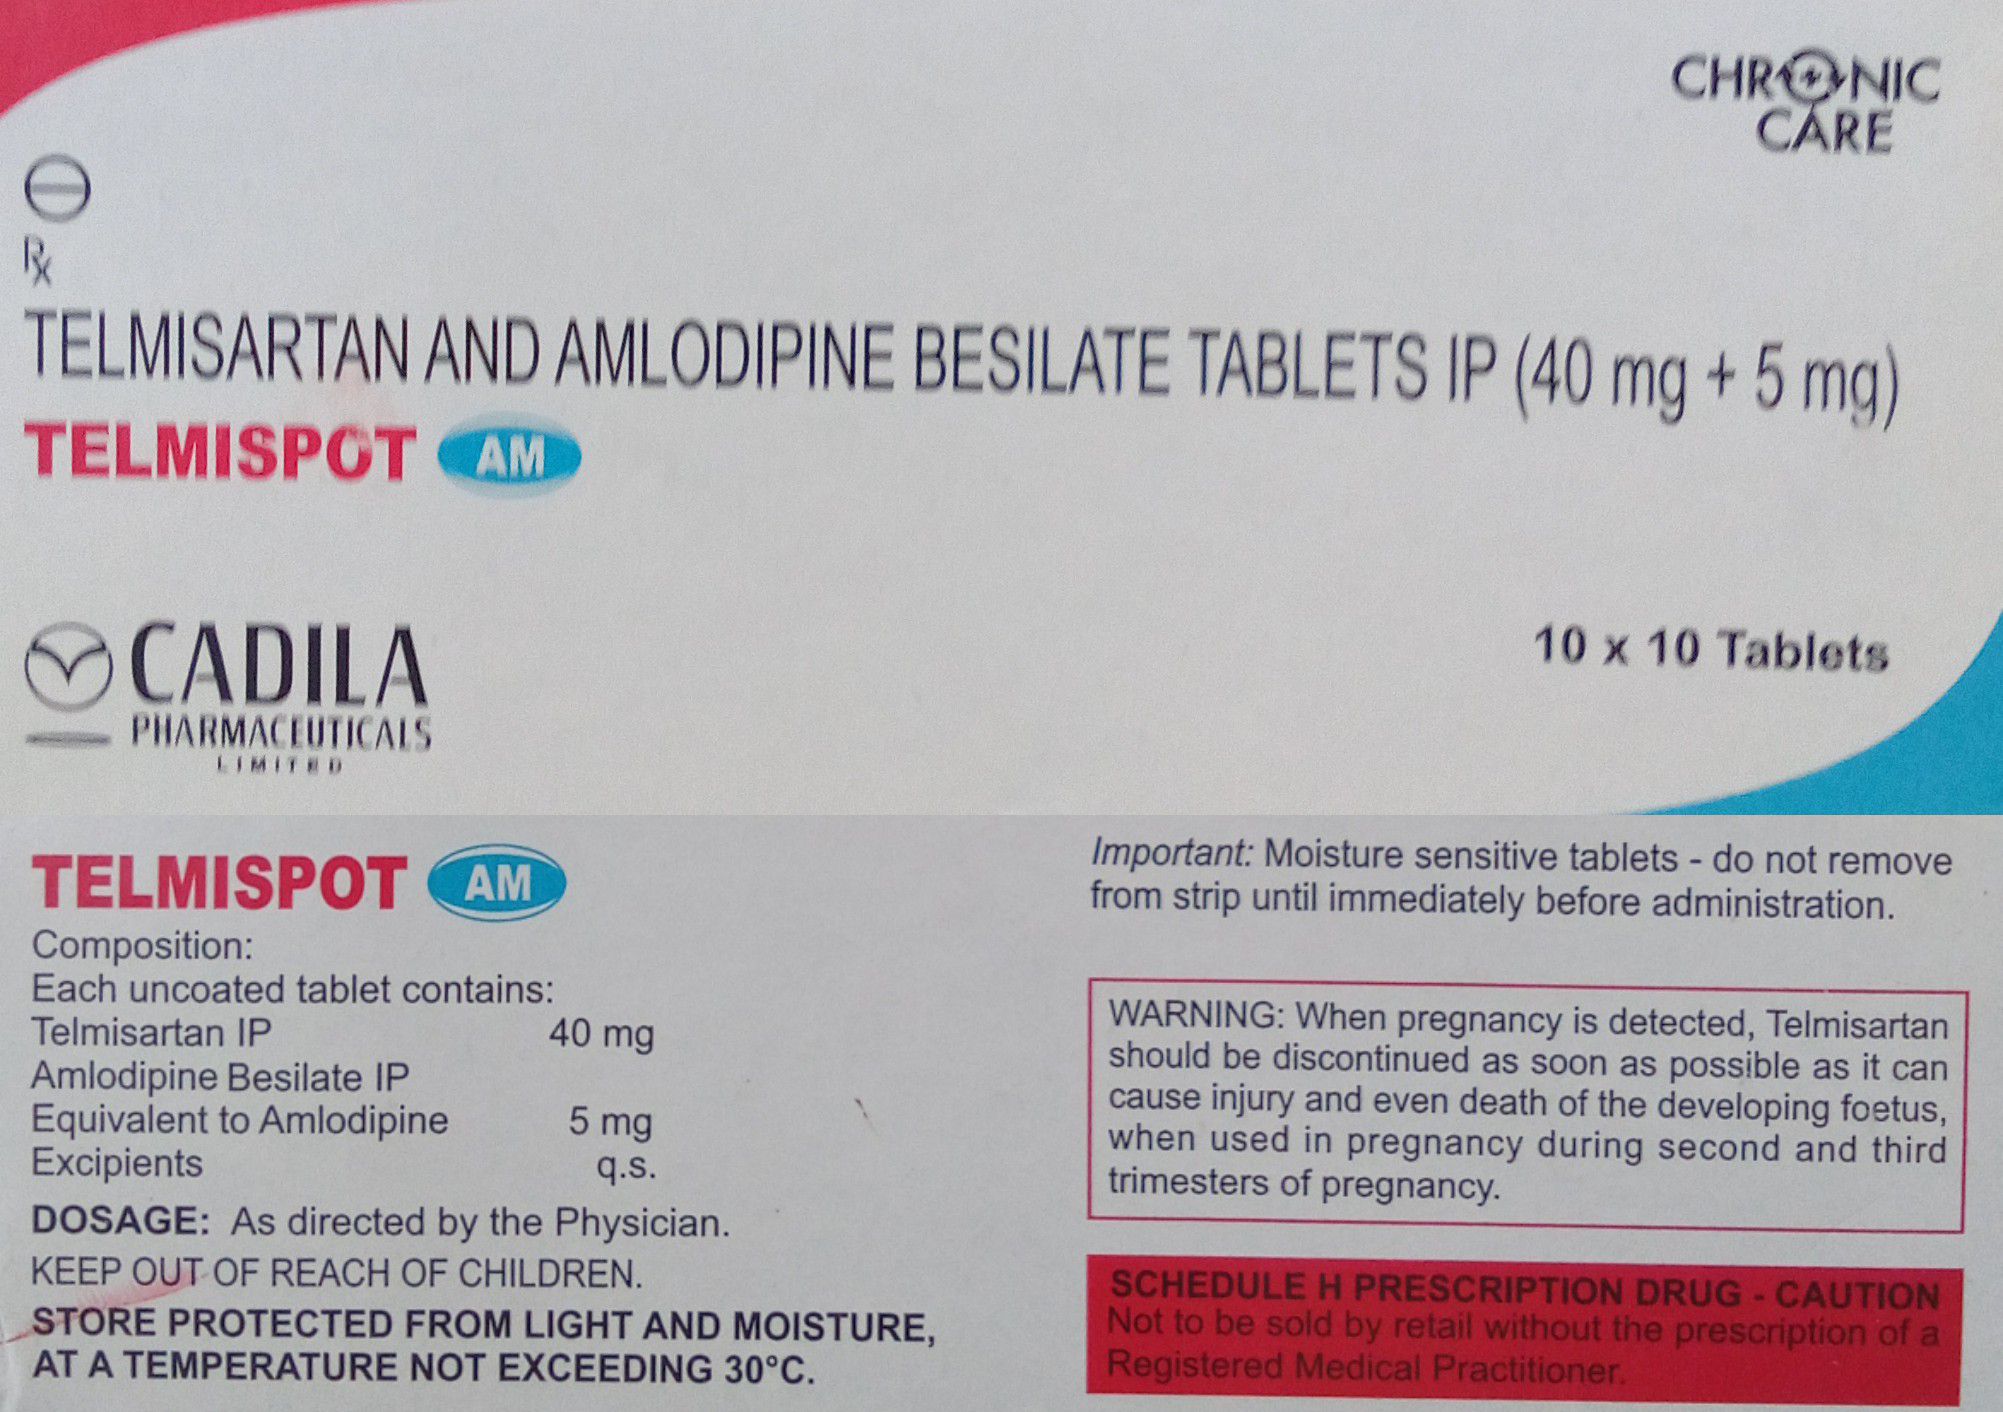 CHRONIC
CARE
Rx
TELMISARTAN AND AMLODIPINE BESILATE TABLETS IP (40 mg + 5 mg)
TELMISPOT AM
CADILA
PHARMACEUTICALS
LIMITED
10 x 10 Tablets
TELMISPOT AM
Composition:
Each uncoated tablet contains:
Telmisartan IP 40 mg
Amlodipine Besilate IP
Equivalent to Amlodipine 5 mg
Excipients q.s.
DOSAGE: As directed by the Physician.
KEEP OUT OF REACH OF CHILDREN.
STORE PROTECTED FROM LIGHT AND MOISTURE,
AT A TEMPERATURE NOT EXCEEDING 30°C.
Important: Moisture sensitive tablets - do not remove
from strip until immediately before administration.
WARNING: When pregnancy is detected, Telmisartan
should be discontinued as soon as possible as it can
cause injury and even death of the developing foetus,
when used in pregnancy during second and third
trimesters of pregnancy.
SCHEDULE H PRESCRIPTION DRUG - CAUTION
Not to be sold by retail without the prescription of a
Registered Medical Practitioner.